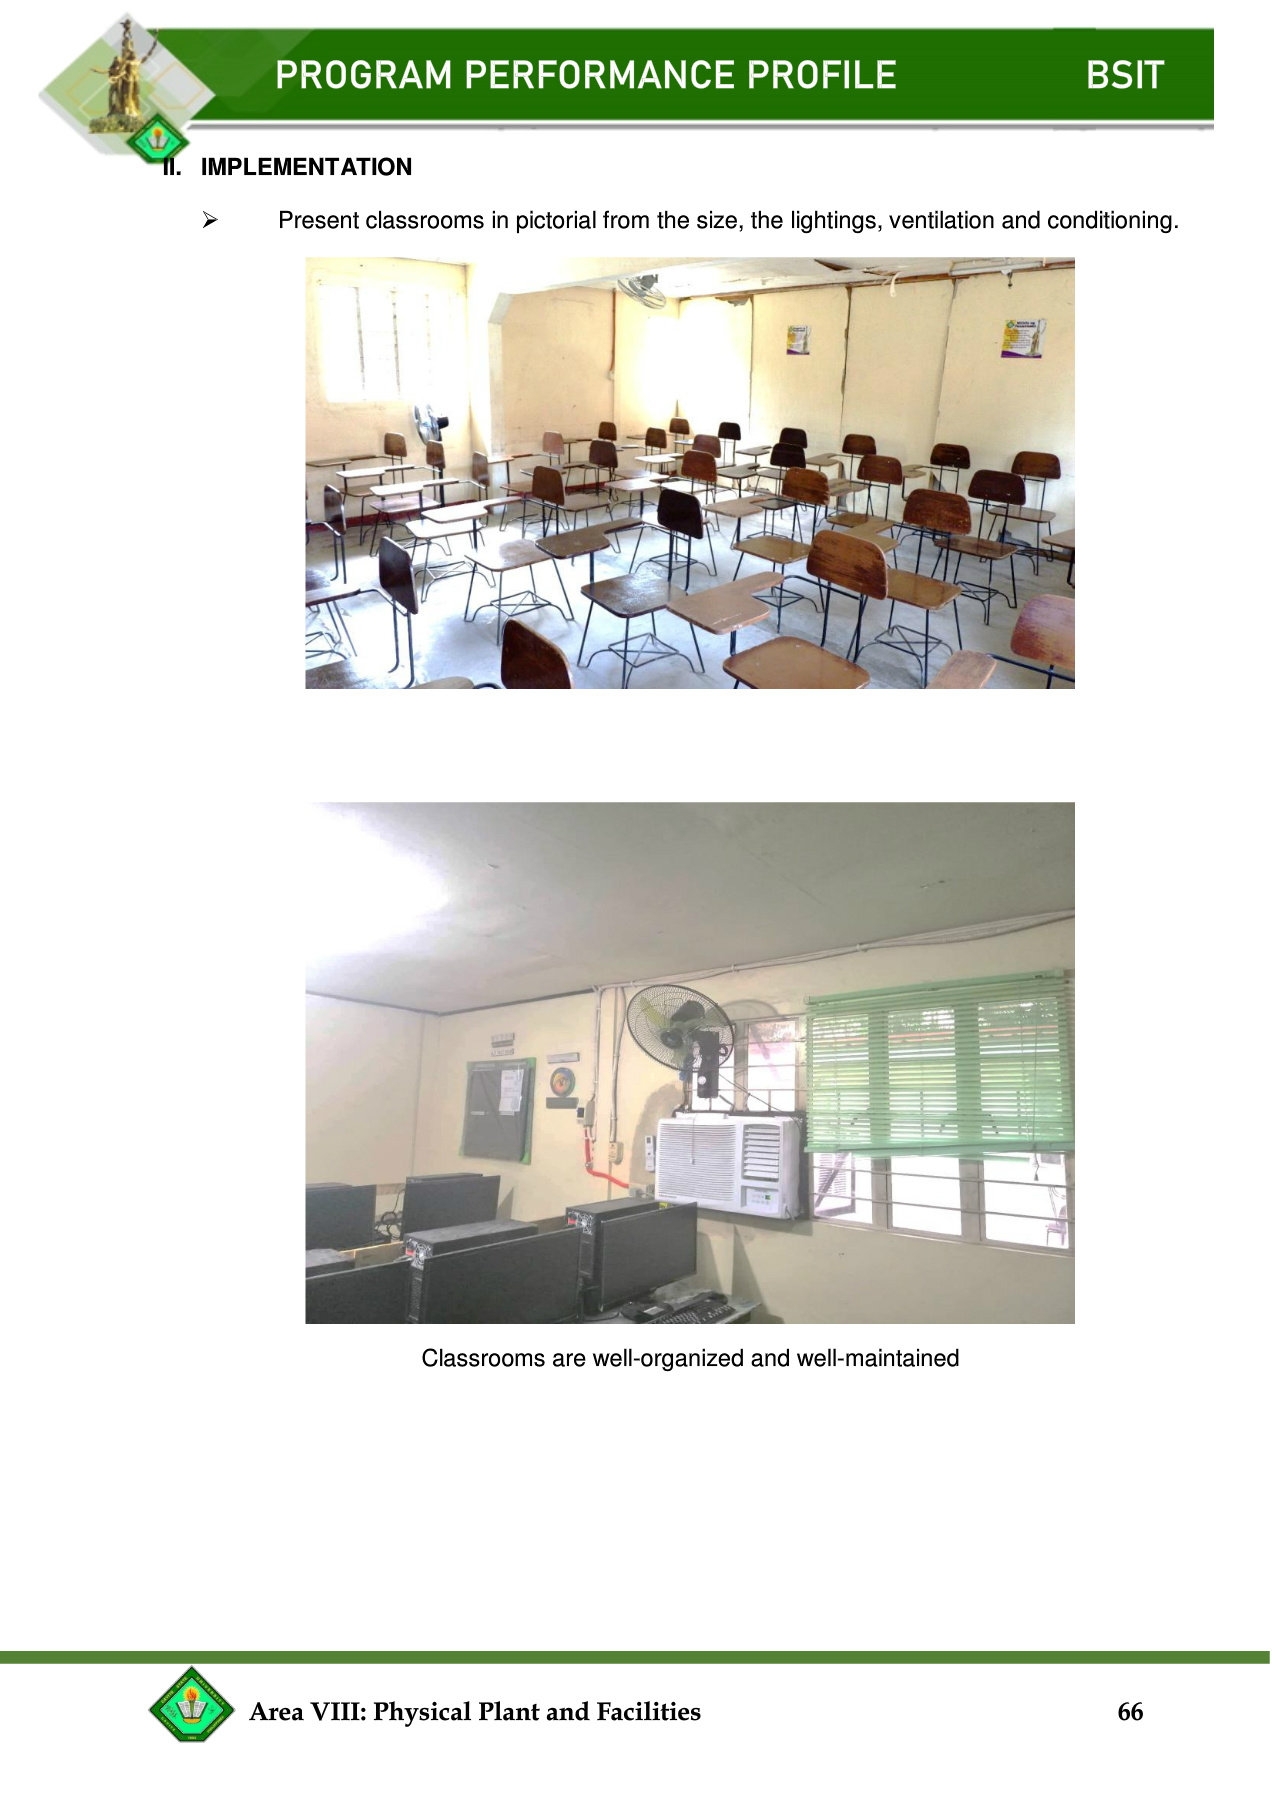 PROGRAM PERFORMANCE PROFILE BSIT
II. IMPLEMENTATION
➢ Present classrooms in pictorial from the size, the lightings, ventilation and conditioning.
Classrooms are well-organized and well-maintained
Area VIII: Physical Plant and Facilities 66